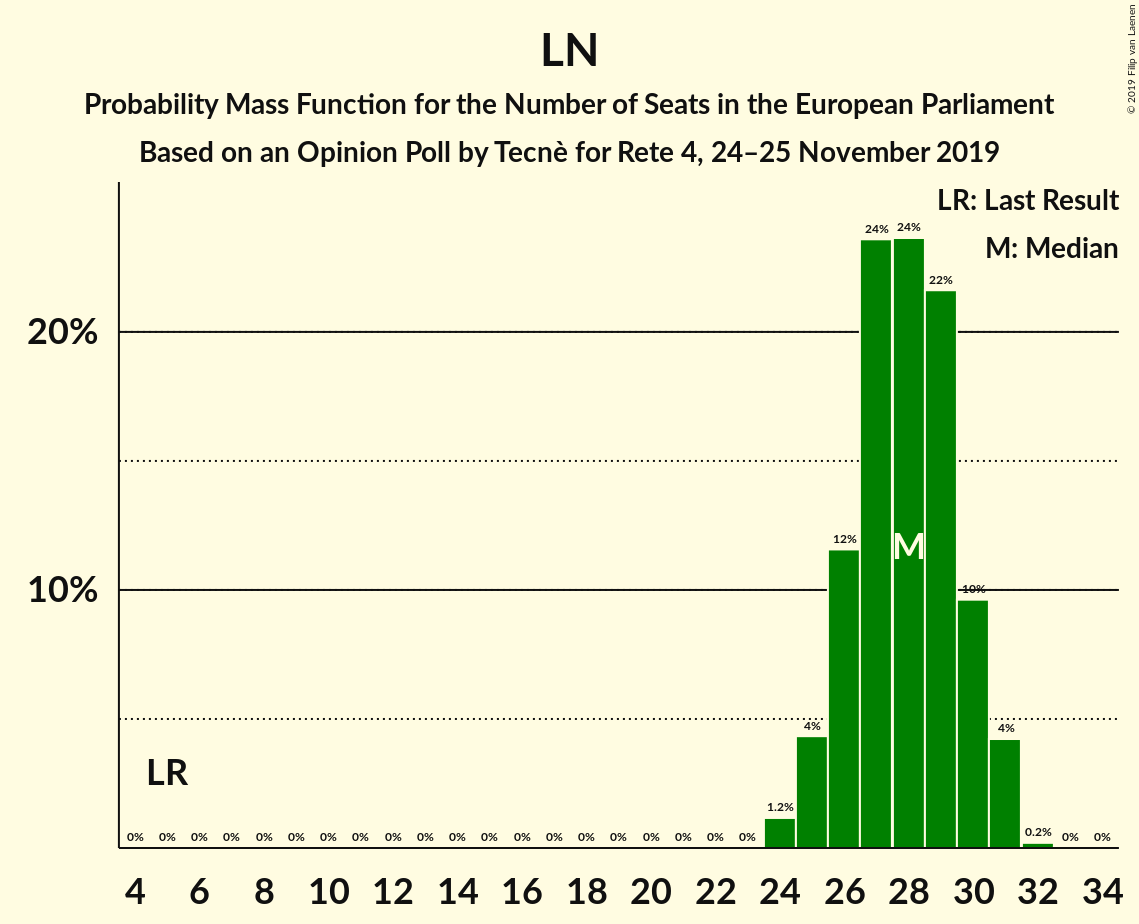 LN
Probability Mass Function for the Number of Seats in the European Parliament
Based on an Opinion Poll by Tecnè for Rete 4, 24–25 November 2019
© 2019 Filip van Laenen
LR: Last Result
M: Median
24% 24%
22%
20%
12%
M
10%
10%
4% 4%
LR
1.2%
0% 0% 0% 0% 0% 0% 0% 0% 0% 0% 0% 0% 0% 0% 0% 0% 0% 0% 0% 0% 0.2% 0% 0%
4 6 8 10 12 14 16 18 20 22 24 26 28 30 32 34